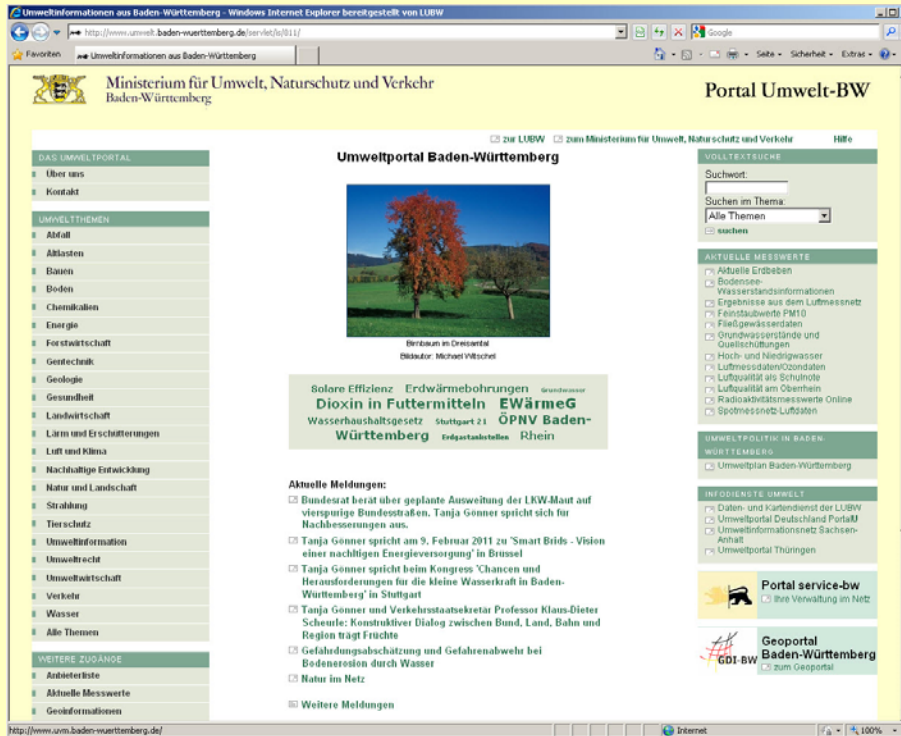 Umweltinformationen aus Baden-Württemberg - Windows Internet Explorer bereitgestellt von LUBW
http://www.umwelt.baden-wuerttemberg.de/servlet/is/811/
Google
Favoriten
Umweltinformationen aus Baden-Württemberg
Seite
Sicherheit
Extras
Ministerium für Umwelt, Naturschutz und Verkehr
Baden-Württemberg
Portal Umwelt-BW
zur LUBW
zum Ministerium für Umwelt, Naturschutz und Verkehr
Hilfe
DAS UMWELTPORTAL
Über uns
Kontakt
UMWELTTHEMEN
Abfall
Altlasten
Bauen
Boden
Chemikalien
Energie
Forstwirtschaft
Gentechnik
Geologie
Gesundheit
Landwirtschaft
Lärm und Erschütterungen
Luft und Klima
Nachhaltige Entwicklung
Natur und Landschaft
Strahlung
Tierschutz
Umweltinformation
Umweltrecht
Umweltwirtschaft
Verkehr
Wasser
Alle Themen
WEITERE ZUGÄNGE
Anbieterliste
Aktuelle Messwerte
Geoinformationen
Umweltportal Baden-Württemberg
Birnbaum im Dreisamtal
Bildautor: Michael Witschel
Solare Effizienz Erdwärmebohrungen Grundwasser
Dioxin in Futtermitteln EWärmeG
Wasserhaushaltsgesetz Stuttgart 21 ÖPNV Baden-
Württemberg Erdgastankstellen Rhein
Aktuelle Meldungen:
Bundesrat berät über geplante Ausweitung der LKW-Maut auf
vierspurige Bundesstraßen. Tanja Gönner spricht sich für
Nachbesserungen aus.
Tanja Gönner spricht am 9. Februar 2011 zu 'Smart Brids - Vision
einer nachltigen Energieversorgung' in Brüssel
Tanja Gönner spricht beim Kongress 'Chancen und
Herausforderungen für die kleine Wasserkraft in Baden-
Württemberg' in Stuttgart
Tanja Gönner und Verkehrsstaatsekretär Professor Klaus-Dieter
Scheurle: Konstruktiver Dialog zwischen Bund, Land, Bahn und
Region trägt Früchte
Gefährdungsabschätzung und Gefahrenabwehr bei
Bodenerosion durch Wasser
Natur im Netz
Weitere Meldungen
VOLLTEXTSUCHE
Suchwort:
Suchen im Thema:
Alle Themen
suchen
AKTUELLE MESSWERTE
Aktuelle Erdbeben
Bodensee-
Wasserstandsinformationen
Ergebnisse aus dem Luftmessnetz
Feinstaubwerte PM10
Fließgewässerdaten
Grundwasserstände und
Quellschüttungen
Hoch- und Niedrigwasser
Luftmessdaten/Ozondaten
Luftqualität als Schulnote
Luftqualität am Oberrhein
Radioaktivitätsmesswerte Online
Spotmessnetz-Luftdaten
UMWELTPOLITIK IN BADEN-
WÜRTTEMBERG
Umweltplan Baden-Württemberg
INFODIENSTE UMWELT
Daten- und Kartendienst der LUBW
Umweltportal Deutschland PortalU
Umweltinformationsnetz Sachsen-
Anhalt
Umweltportal Thüringen
Portal service-bw
Ihre Verwaltung im Netz
GDI-BW
Geoportal
Baden-Württemberg
zum Geoportal
http://www.uvm.baden-wuerttemberg.de/
Internet
100%